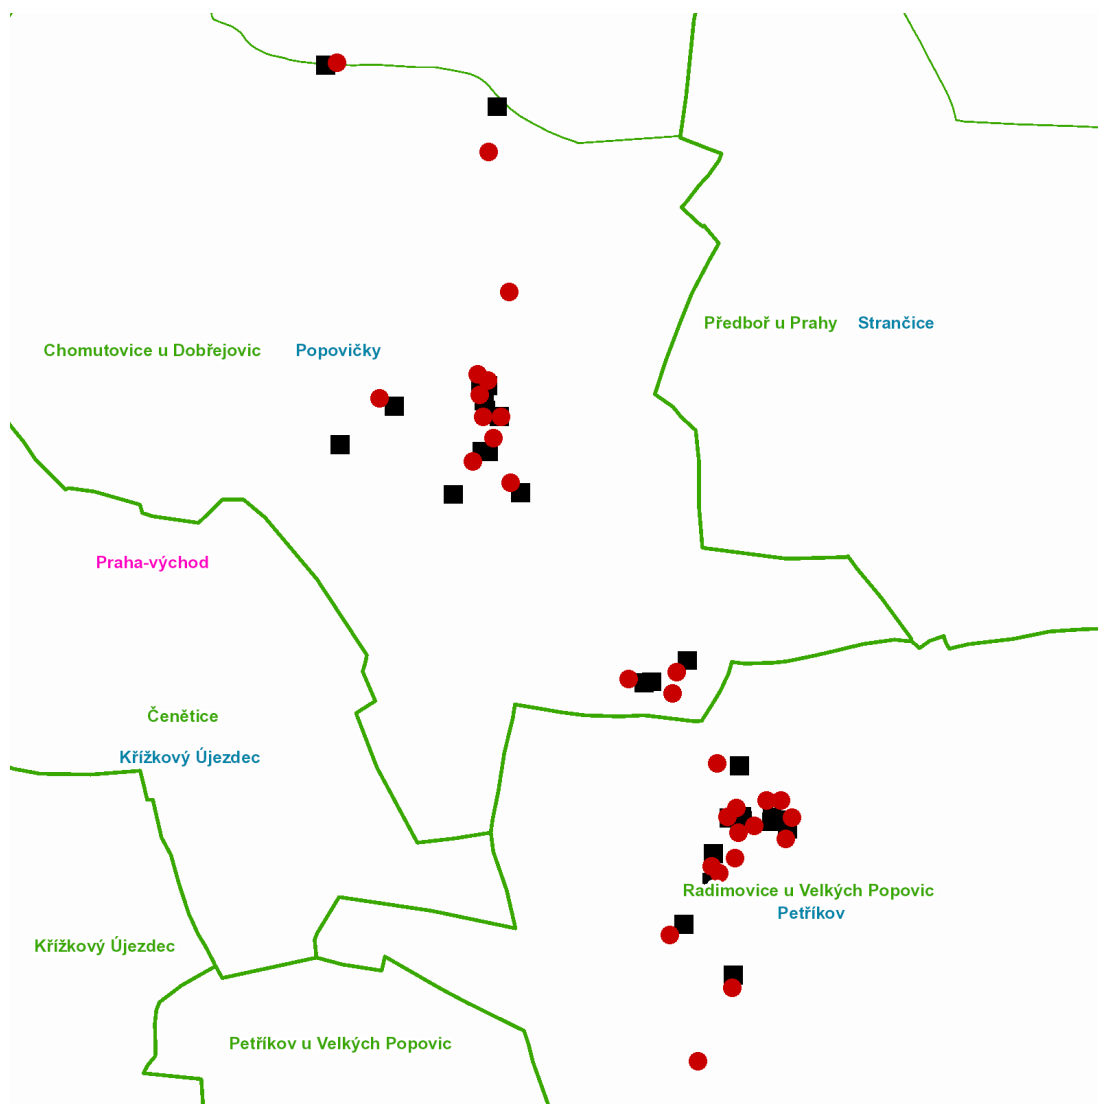 Předboř u Prahy Strančice
Chomutovice u Dobřejovic Popovičky
Praha-východ
Čenětice
Křížkový Újezdec
Radimovice u Velkých Popovic
Petříkov
Křížkový Újezdec
Petříkov u Velkých Popovic